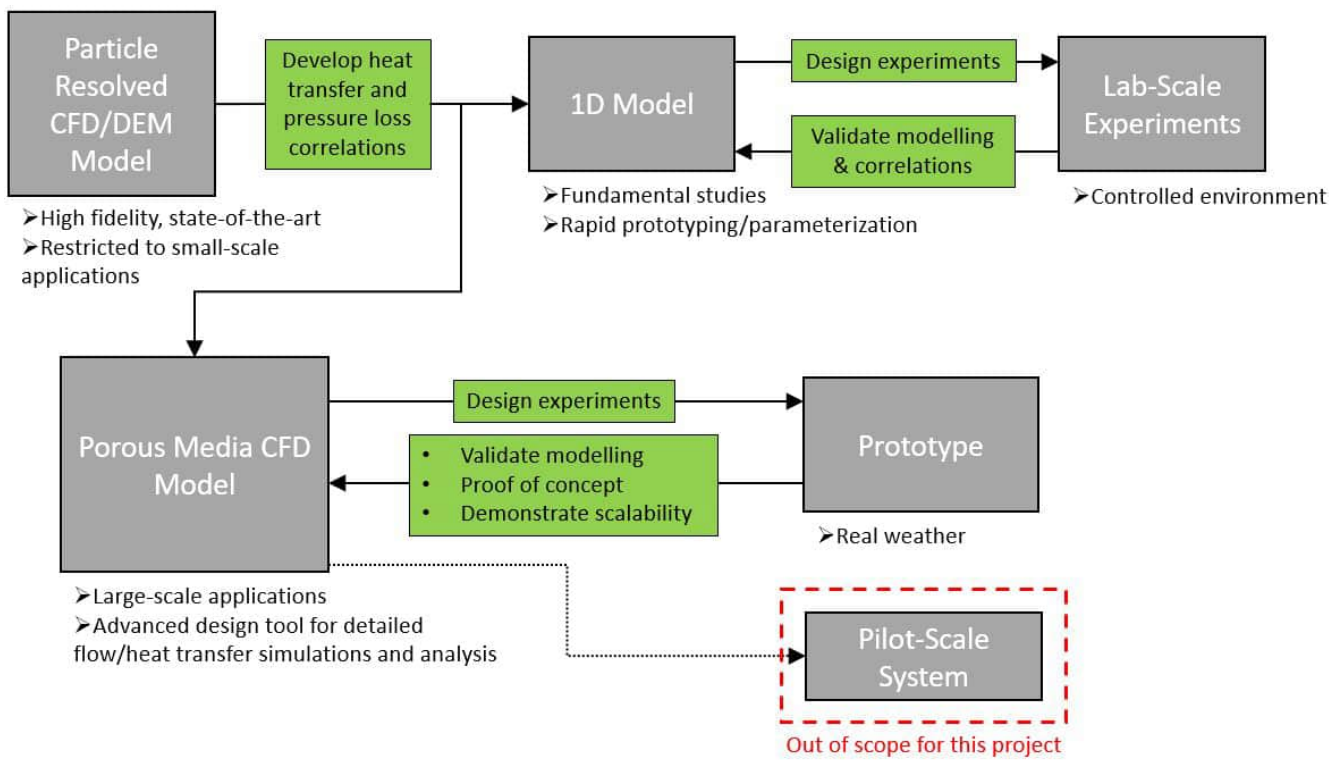 Particle
Resolved
CFD/DEM
Model
Develop heat
transfer and
pressure loss
correlations
1D Model
Design experiments
Validate modelling
& correlations
Lab-Scale
Experiments
➢High fidelity, state-of-the-art
➢Restricted to small-scale
applications
➢Fundamental studies
➢Rapid prototyping/parameterization
➢Controlled environment
Porous Media CFD
Model
Design experiments
• Validate modelling
• Proof of concept
• Demonstrate scalability
Prototype
➢Real weather
➢Large-scale applications
➢Advanced design tool for detailed
flow/heat transfer simulations and analysis
Pilot-Scale
System
Out of scope for this project